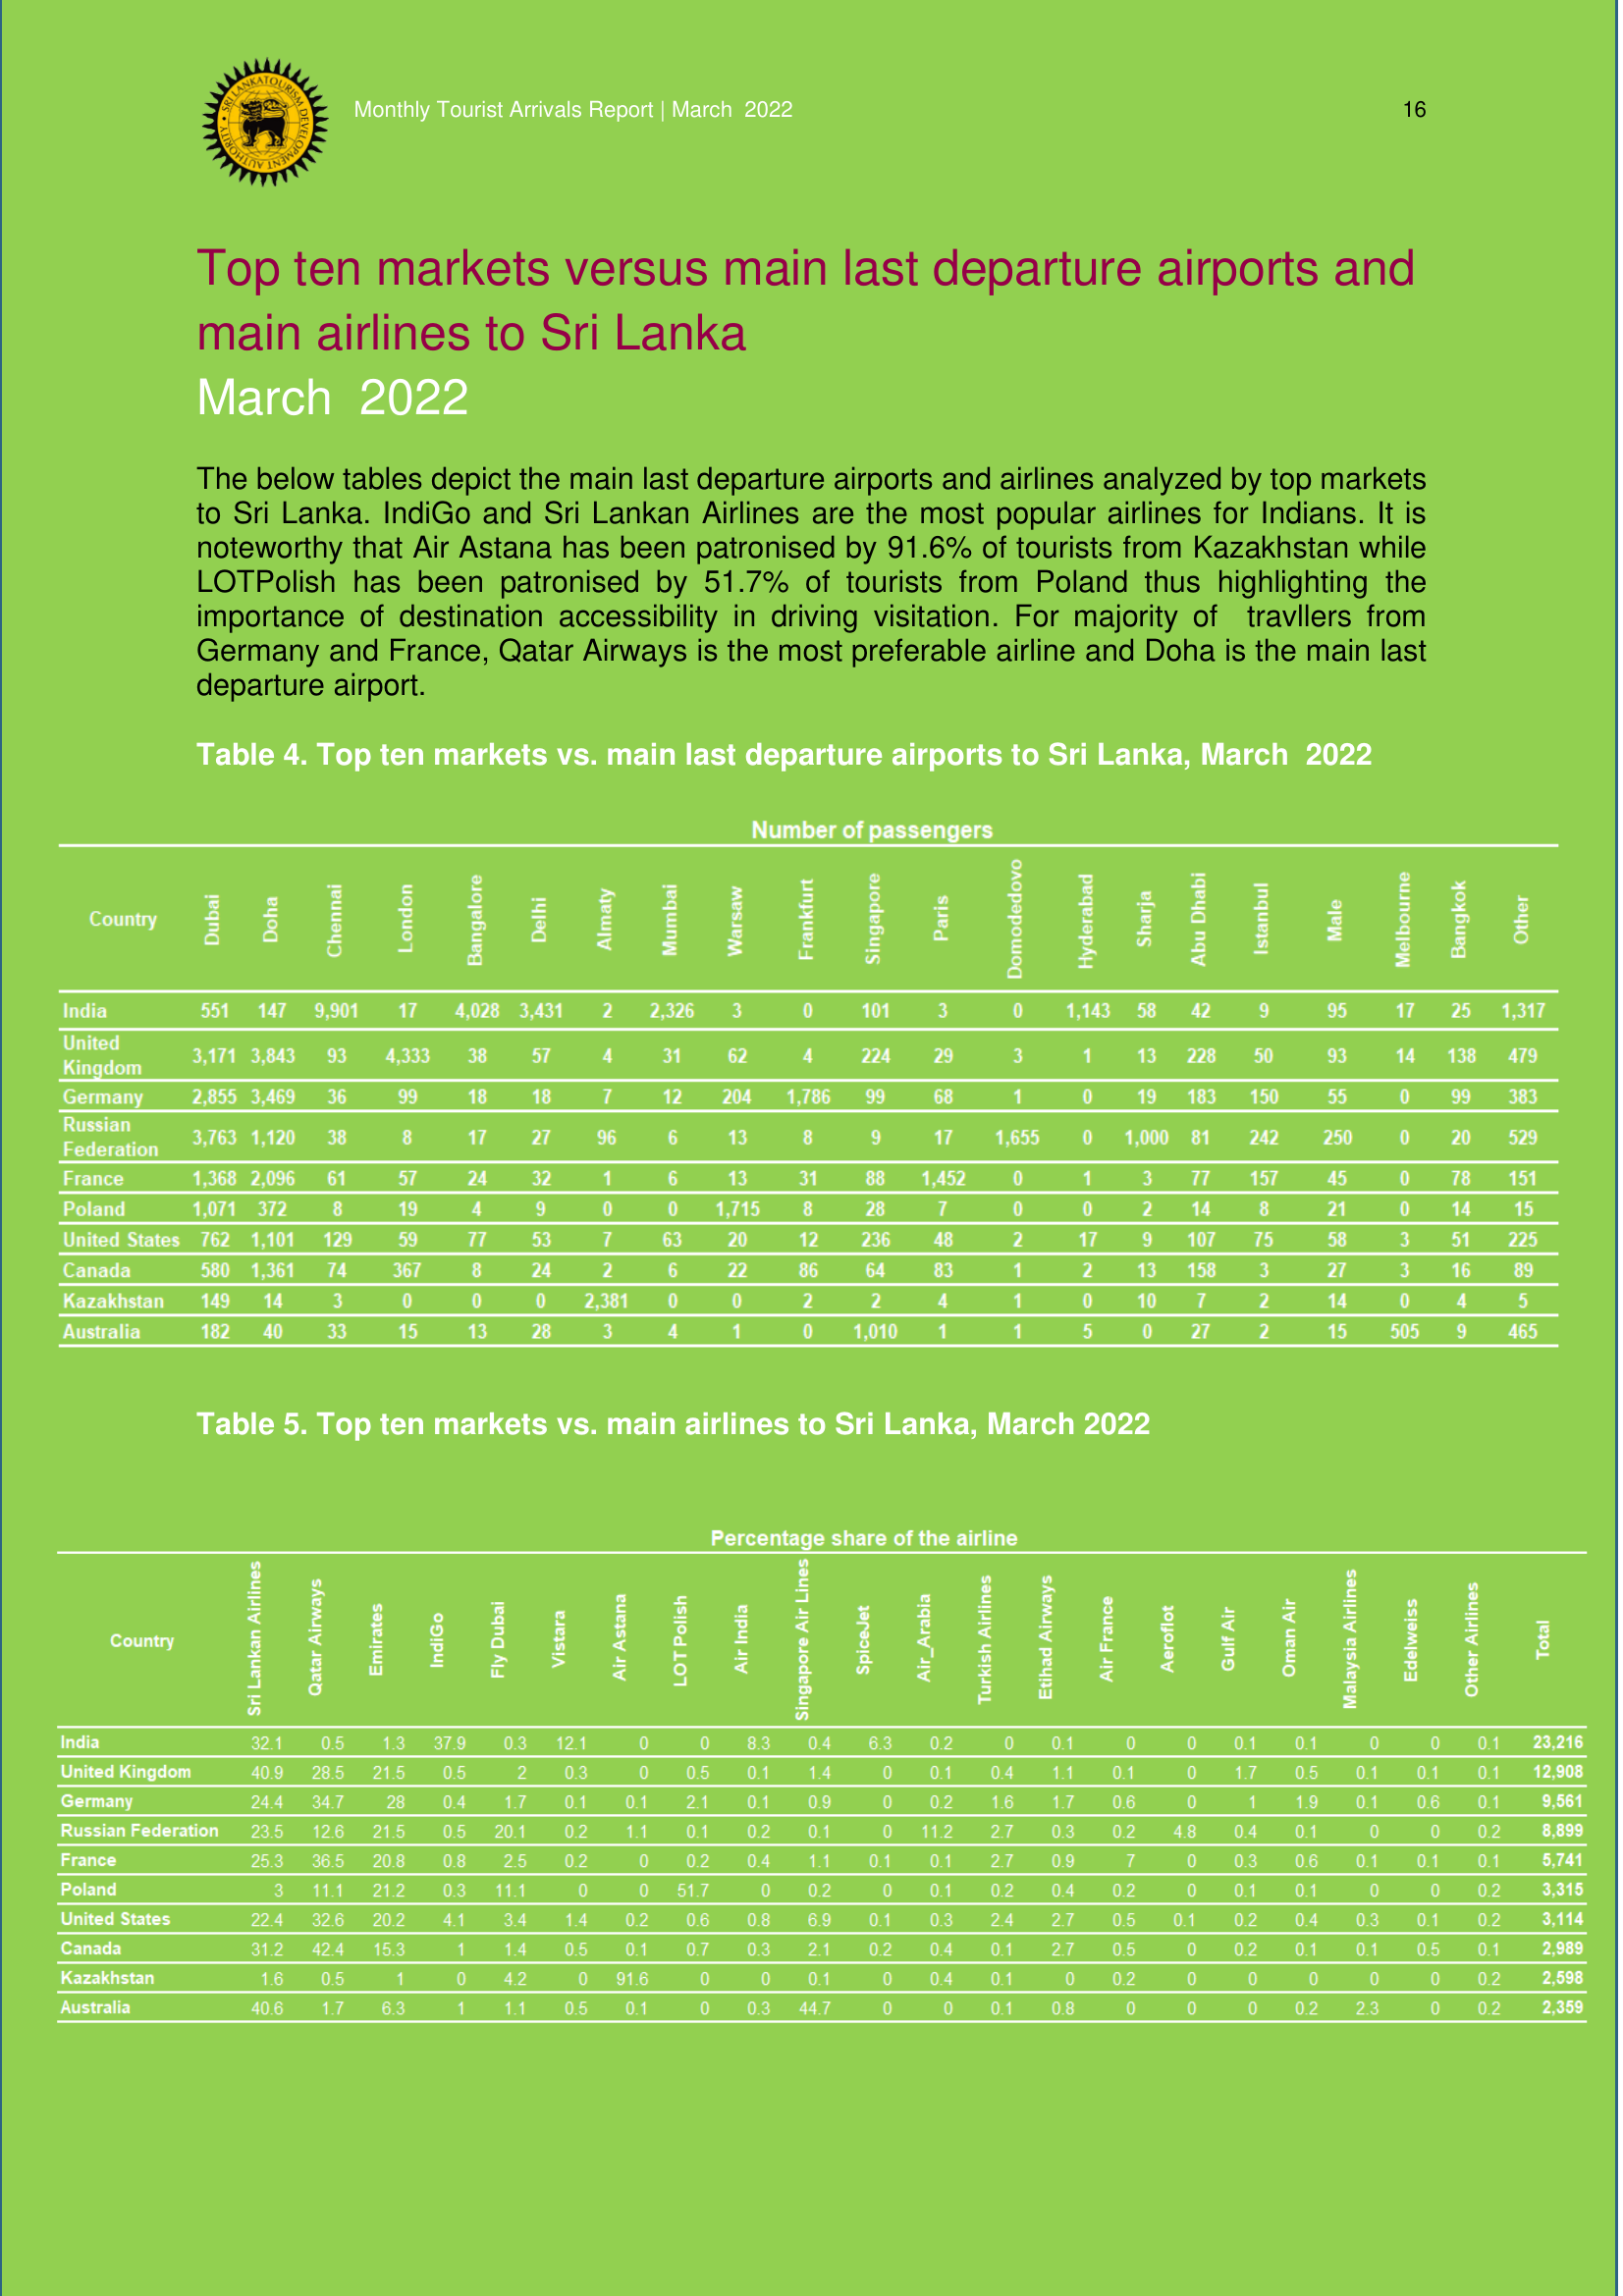 SRI LANKA TOURISM DEVELOPMENT AUTHORITY
Monthly Tourist Arrivals Report | March  2022
16
Top ten markets versus main last departure airports and
main airlines to Sri Lanka
March  2022
The below tables depict the main last departure airports and airlines analyzed by top markets
to Sri Lanka. IndiGo and Sri Lankan Airlines are the most popular airlines for Indians. It is
noteworthy that Air Astana has been patronised by 91.6% of tourists from Kazakhstan while
LOTPolish has been patronised by 51.7% of tourists from Poland thus highlighting the
importance of destination accessibility in driving visitation. For majority of  travllers from
Germany and France, Qatar Airways is the most preferable airline and Doha is the main last
departure airport.
Table 4. Top ten markets vs. main last departure airports to Sri Lanka, March  2022
Number of passengers
Country Dubai Doha Chennai London Bangalore Delhi Almaty Mumbai Warsaw Frankfurt Singapore Paris Domodedovo Hyderabad Sharja Abu Dhabi Istanbul Male Melbourne Bangkok Other
India 551 147 9,901 17 4,028 3,431 2 2,326 3 0 101 3 0 1,143 58 42 9 95 17 25 1,317
United
Kingdom 3,171 3,843 93 4,333 38 57 4 31 62 4 224 29 3 1 13 228 50 93 14 138 479
Germany 2,855 3,469 36 99 18 18 7 12 204 1,786 99 68 1 0 19 183 150 55 0 99 383
Russian
Federation 3,763 1,120 38 8 17 27 96 6 13 8 9 17 1,655 0 1,000 81 242 250 0 20 529
France 1,368 2,096 61 57 24 32 1 6 13 31 88 1,452 0 1 3 77 157 45 0 78 151
Poland 1,071 372 8 19 4 9 0 0 1,715 8 28 7 0 0 2 14 8 21 0 14 15
United States 762 1,101 129 59 77 53 7 63 20 12 236 48 2 17 9 107 75 58 3 51 225
Canada 580 1,361 74 367 8 24 2 6 22 86 64 83 1 2 13 158 3 27 3 16 89
Kazakhstan 149 14 3 0 0 0 2,381 0 0 2 2 4 1 0 10 7 2 14 0 4 5
Australia 182 40 33 15 13 28 3 4 1 0 1,010 1 1 5 0 27 2 15 505 9 465
Table 5. Top ten markets vs. main airlines to Sri Lanka, March 2022
Percentage share of the airline
Country Sri Lankan Airlines Qatar Airways Emirates IndiGo Fly Dubai Vistara Air Astana LOT Polish Air India Singapore Air Lines SpiceJet Air_Arabia Turkish Airlines Etihad Airways Air France Aeroflot Gulf Air Oman Air Malaysia Airlines Edelweiss Other Airlines Total
India 32.1 0.5 1.3 37.9 0.3 12.1 0 0 8.3 0.4 6.3 0.2 0 0.1 0 0 0.1 0.1 0 0 0.1 23,216
United Kingdom 40.9 28.5 21.5 0.5 2 0.3 0 0.5 0.1 1.4 0 0.1 0.4 1.1 0.1 0 1.7 0.5 0.1 0.1 0.1 12,908
Germany 24.4 34.7 28 0.4 1.7 0.1 0.1 2.1 0.1 0.9 0 0.2 1.6 1.7 0.6 0 1 1.9 0.1 0.6 0.1 9,561
Russian Federation 23.5 12.6 21.5 0.5 20.1 0.2 1.1 0.1 0.2 0.1 0 11.2 2.7 0.3 0.2 4.8 0.4 0.1 0 0 0.2 8,899
France 25.3 36.5 20.8 0.8 2.5 0.2 0 0.2 0.4 1.1 0.1 0.1 2.7 0.9 7 0 0.3 0.6 0.1 0.1 0.1 5,741
Poland 3 11.1 21.2 0.3 11.1 0 0 51.7 0 0.2 0 0.1 0.2 0.4 0.2 0 0.1 0.1 0 0 0.2 3,315
United States 22.4 32.6 20.2 4.1 3.4 1.4 0.2 0.6 0.8 6.9 0.1 0.3 2.4 2.7 0.5 0.1 0.2 0.4 0.3 0.1 0.2 3,114
Canada 31.2 42.4 15.3 1 1.4 0.5 0.1 0.7 0.3 2.1 0.2 0.4 0.1 2.7 0.5 0 0.2 0.1 0.1 0.5 0.1 2,989
Kazakhstan 1.6 0.5 1 0 4.2 0 91.6 0 0 0.1 0 0.4 0.1 0 0.2 0 0 0 0 0 0.2 2,598
Australia 40.6 1.7 6.3 1 1.1 0.5 0.1 0 0.3 44.7 0 0 0.1 0.8 0 0 0 0.2 2.3 0 0.2 2,359